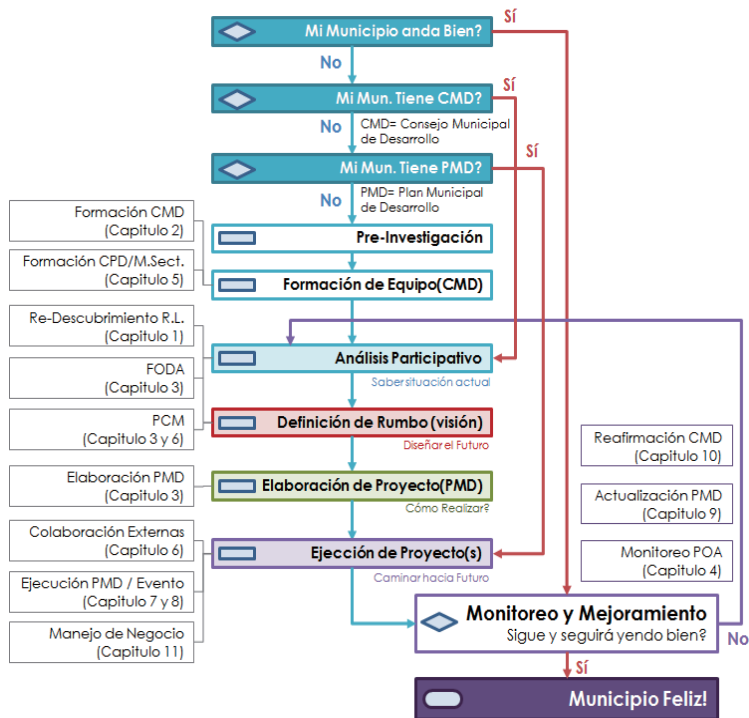 Mi Municipio anda Bien?
Sí
No
Mi Mun. Tiene CMD?
Sí
No
CMD= Consejo Municipal
de Desarrollo
Mi Mun. Tiene PMD?
Sí
No
PMD= Plan Municipal
de Desarrollo
Formación CMD
(Capitulo 2)
Pre-Investigación
Formación CPD/M.Sect.
(Capitulo 5)
Formación de Equipo(CMD)
Re-Descubrimiento R.L.
(Capitulo 1)
Análisis Participativo
Saber situación actual
FODA
(Capitulo 3)
PCM
(Capitulo 3 y 6)
Definición de Rumbo (visión)
Diseñar el Futuro
Elaboración PMD
(Capitulo 3)
Elaboración de Proyecto(PMD)
Cómo Realizar?
Colaboración Externas
(Capitulo 6)
Ejección de Proyecto(s)
Caminar hacia Futuro
Ejecución PMD / Evento
(Capitulo 7 y 8)
Manejo de Negocio
(Capitulo 11)
Reafirmación CMD
(Capitulo 10)
Actualización PMD
(Capitulo 9)
Monitoreo POA
(Capitulo 4)
Monitoreo y Mejoramiento
Sigue y seguirá yendo bien?
No
Sí
Municipio Feliz!